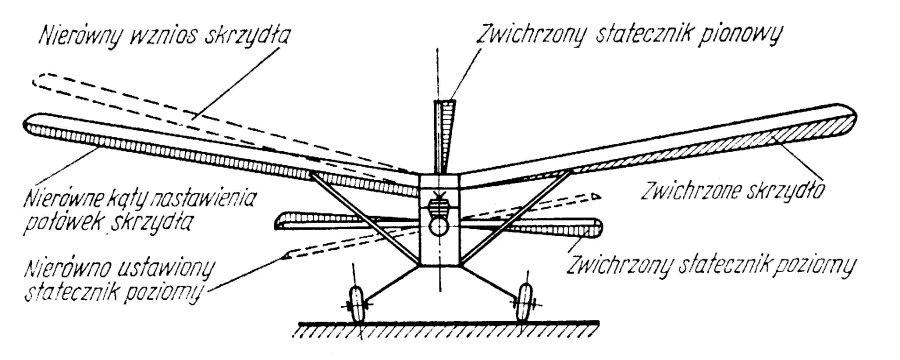 Nierówny wznios skrzydła
Zwichrzony statecznik pionowy
Nierówne kąty nastawienia
połówek skrzydła
Zwichrzone skrzydło
Nierówno ustawiony
statecznik poziomy
Zwichrzony statecznik poziomy